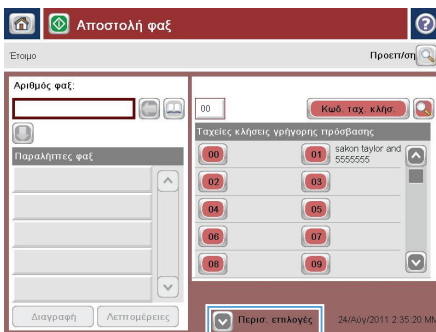 Αποστολή φαξ
Έτοιμο
Προεπ/ση
Αριθμός φαξ:
00
Κωδ. ταχ. κλήσ.
Ταχείες κλήσεις γρήγορης πρόσβασης
Παραλήπτες φαξ
00
01
sakon taylor and
5555555
02
03
04
05
06
07
08
09
Διαγραφή
Λεπτομέρειες
Περισ. επιλογές
24/Αύγ/2011 2:35:20 ΜΜ